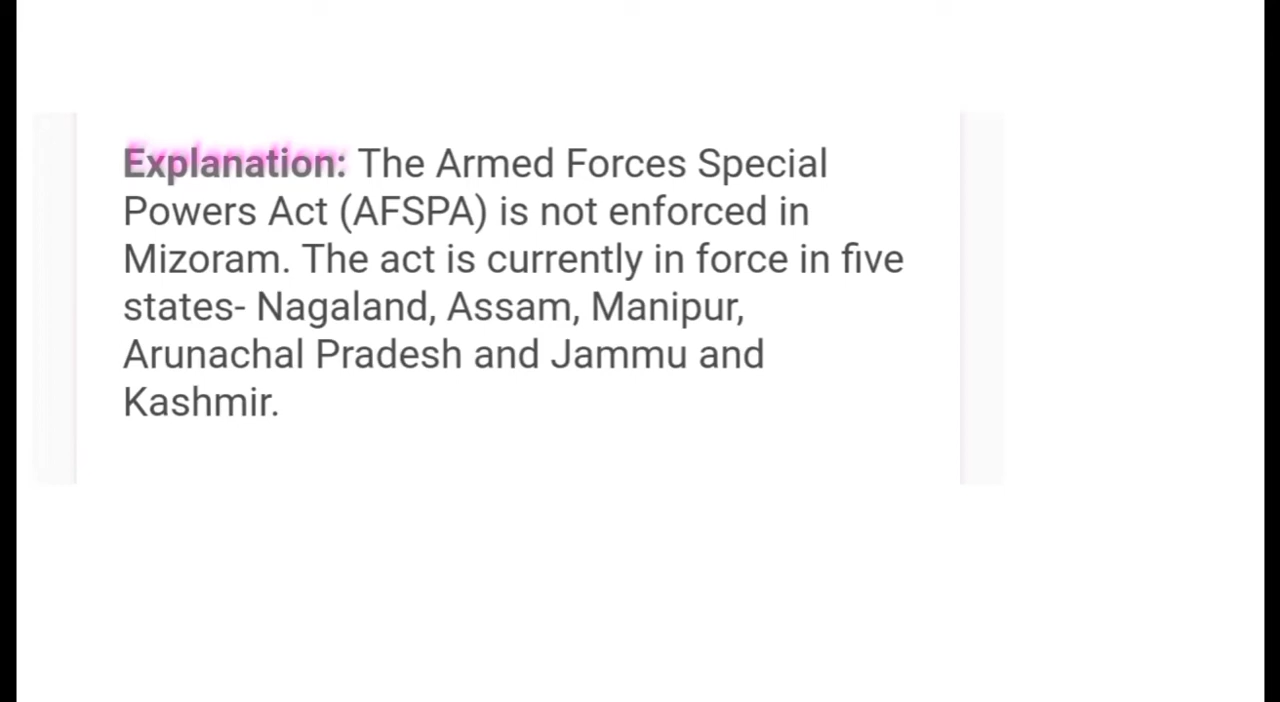 Explanation: The Armed Forces Special
Powers Act (AFSPA) is not enforced in
Mizoram. The act is currently in force in five
states- Nagaland, Assam, Manipur,
Arunachal Pradesh and Jammu and
Kashmir.